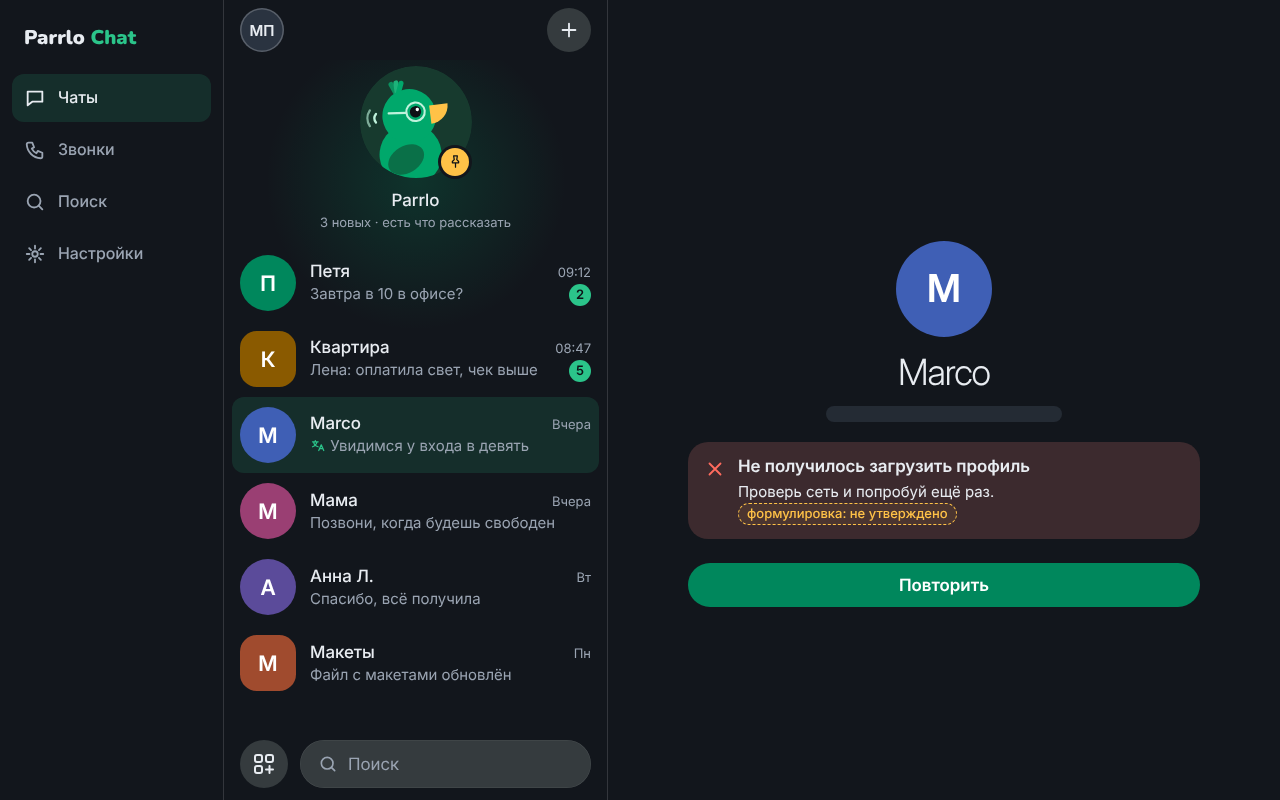 Parrlo Chat
Чаты
Звонки
Поиск
Настройки
МП
Parrlo
3 новых · есть что рассказать
П
Петя
09:12
Завтра в 10 в офисе?
2
К
Квартира
08:47
Лена: оплатила свет, чек выше
5
M
Marco
Вчера
Увидимся у входа в девять
М
Мама
Вчера
Позвони, когда будешь свободен
А
Анна Л.
Вт
Спасибо, всё получила
М
Макеты
Пн
Файл с макетами обновлён
Поиск
M
Marco
Не получилось загрузить профиль
Проверь сеть и попробуй ещё раз.
формулировка: не утверждено
Повторить